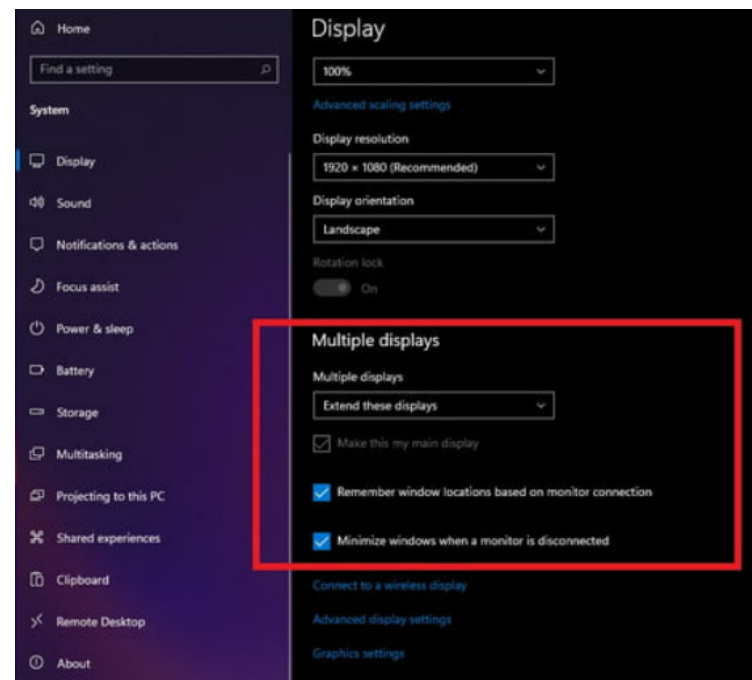 Home
Find a setting
System
Display
Sound
Notifications & actions
Focus assist
Power & sleep
Battery
Storage
Multitasking
Projecting to this PC
Shared experiences
Clipboard
Remote Desktop
About
Display
100%
Advanced scaling settings
Display resolution
1920 × 1080 (Recommended)
Display orientation
Landscape
Rotation lock
On
Multiple displays
Multiple displays
Extend these displays
Make this my main display
Remember window locations based on monitor connection
Minimize windows when a monitor is disconnected
Connect to a wireless display
Advanced display settings
Graphics settings